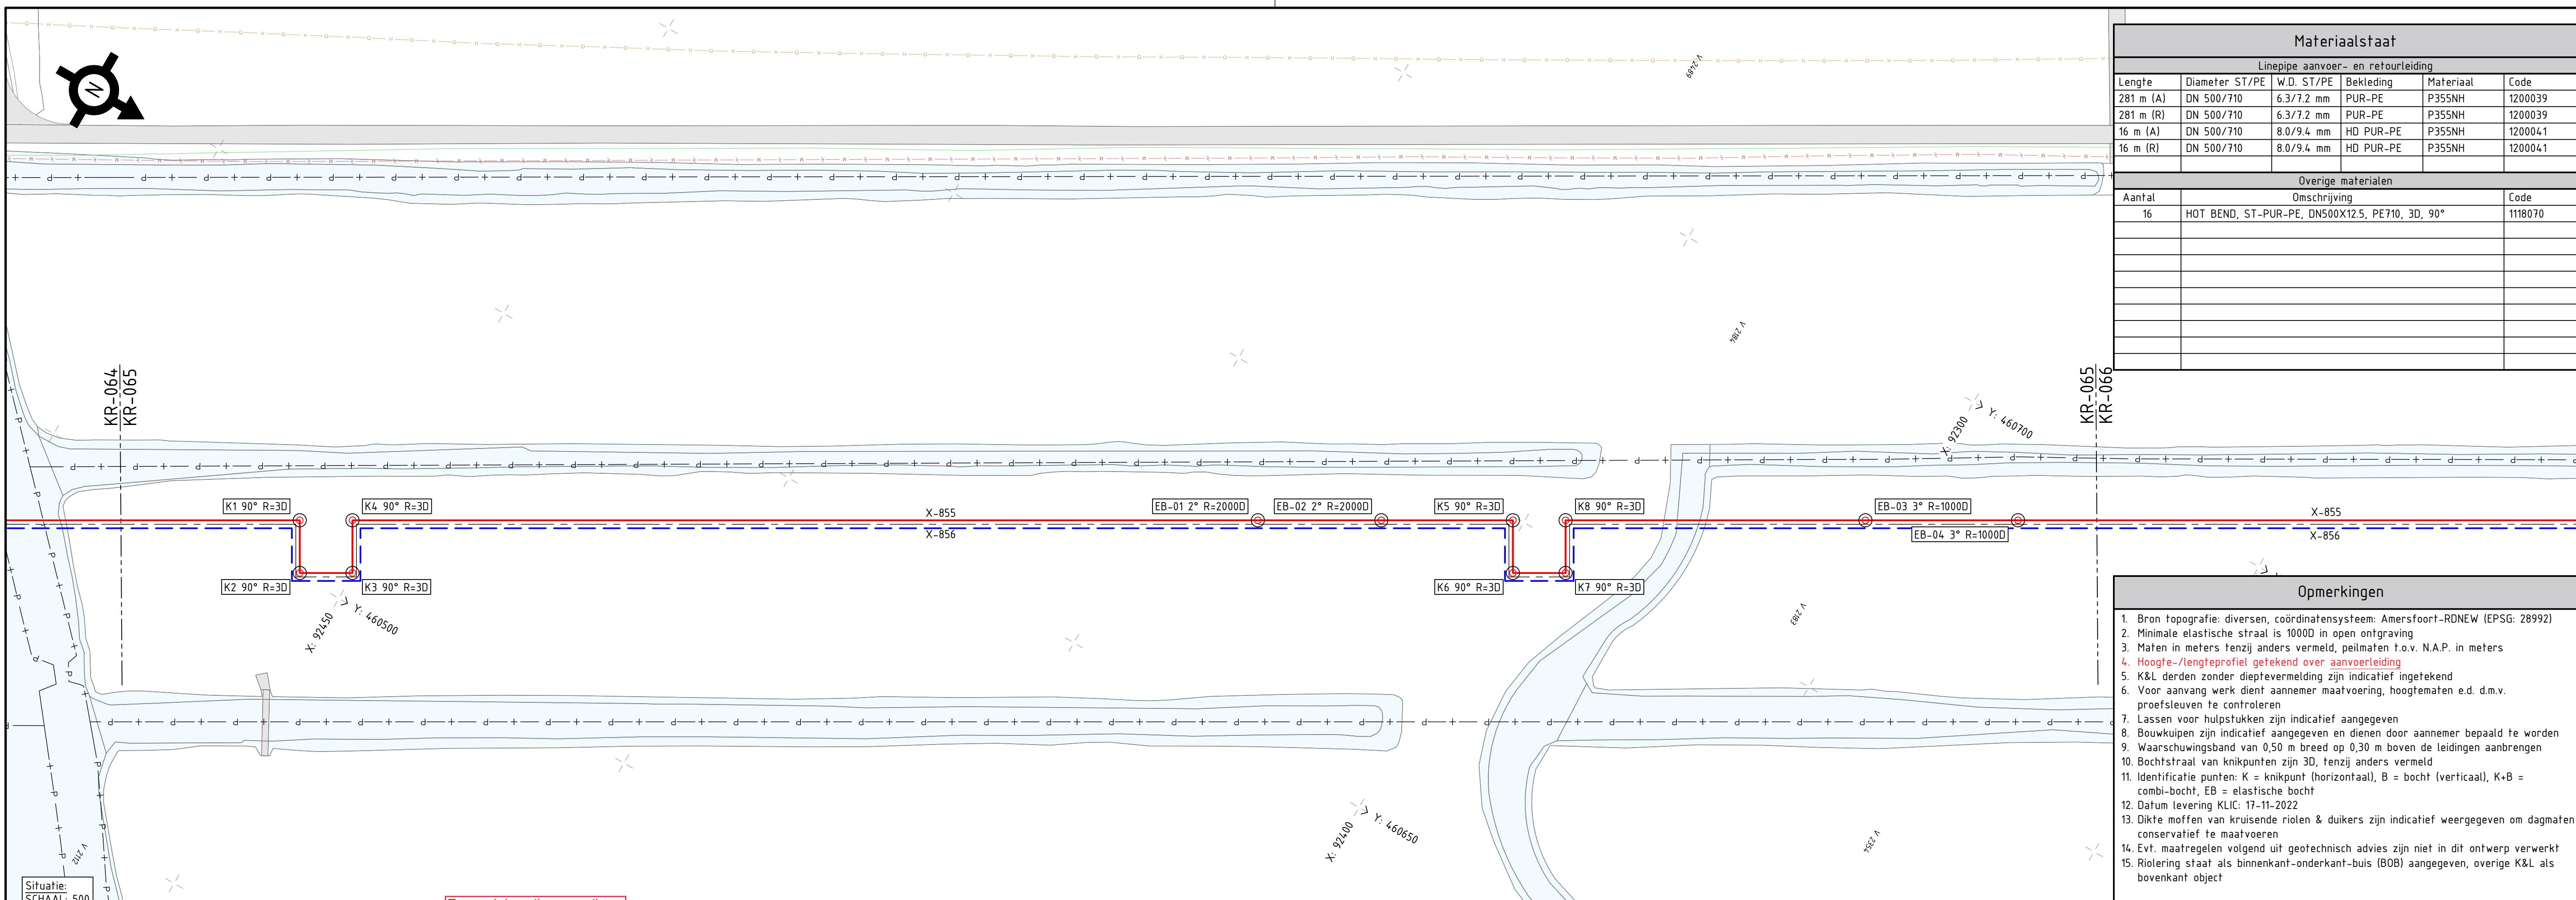 N
V 2489
V 2184
KR-064
KR-065
KR-065
KR-066
X: 92300
Y: 460700
K1 90° R=3D
K4 90° R=3D
X-855
X-856
EB-01 2° R=2000D
EB-02 2° R=2000D
K5 90° R=3D
K8 90° R=3D
EB-03 3° R=1000D
EB-04 3° R=1000D
X-855
X-856
K2 90° R=3D
K3 90° R=3D
K6 90° R=3D
K7 90° R=3D
X: 92450
Y: 460500
V 2183
X: 92400
Y: 460650
V 2354
V 2112
Situatie:
SCHAAL: 500
Materiaalstaat
Linepipe aanvoer- en retourleiding
Lengte Diameter ST/PE W.D. ST/PE Bekleding Materiaal Code
281 m (A) DN 500/710 6.3/7.2 mm PUR-PE P355NH 1200039
281 m (R) DN 500/710 6.3/7.2 mm PUR-PE P355NH 1200039
16 m (A) DN 500/710 8.0/9.4 mm HD PUR-PE P355NH 1200041
16 m (R) DN 500/710 8.0/9.4 mm HD PUR-PE P355NH 1200041
Overige materialen
Aantal Omschrijving Code
16 HOT BEND, ST-PUR-PE, DN500X12.5, PE710, 3D, 90° 1118070
Opmerkingen
1. Bron topografie: diversen, coördinatensysteem: Amersfoort-RDNEW (EPSG: 28992)
2. Minimale elastische straal is 1000D in open ontgraving
3. Maten in meters tenzij anders vermeld, peilmaten t.o.v. N.A.P. in meters
4. Hoogte-/lengteprofiel getekend over aanvoerleiding
5. K&L derden zonder dieptevermelding zijn indicatief ingetekend
6. Voor aanvang werk dient aannemer maatvoering, hoogtematen e.d. d.m.v.
proefsleuven te controleren
7. Lassen voor hulpstukken zijn indicatief aangegeven
8. Bouwkuipen zijn indicatief aangegeven en dienen door aannemer bepaald te worden
9. Waarschuwingsband van 0,50 m breed op 0,30 m boven de leidingen aanbrengen
10. Bochtstraal van knikpunten zijn 3D, tenzij anders vermeld
11. Identificatie punten: K = knikpunt (horizontaal), B = bocht (verticaal), K+B =
combi-bocht, EB = elastische bocht
12. Datum levering KLIC: 17-11-2022
13. Dikte moffen van kruisende riolen & duikers zijn indicatief weergegeven om dagmaten
conservatief te maatvoeren
14. Evt. maatregelen volgend uit geotechnisch advies zijn niet in dit ontwerp verwerkt
15. Riolering staat als binnenkant-onderkant-buis (BOB) aangegeven, overige K&L als
bovenkant object